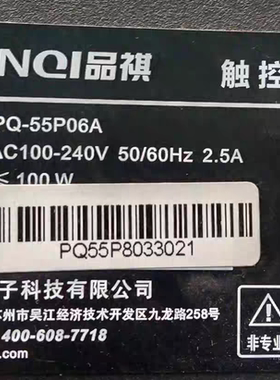 NQI品祺 触控
PQ-55P06A
AC100-240V 50/60Hz 2.5A
≤ 100 W
PQ55P8033021
子科技有限公司
苏州市吴江经济技术开发区九龙路258号
400-608-7718
非专业